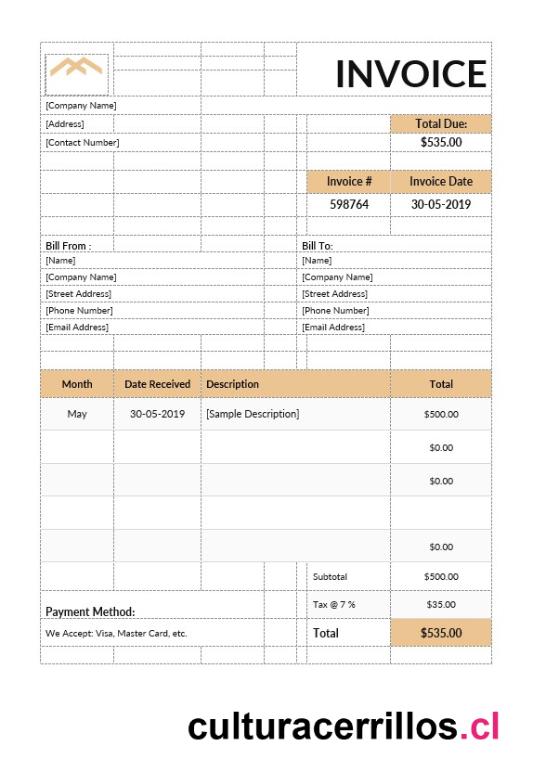 INVOICE
[Company Name]
[Address]
Total Due:
[Contact Number]
$535.00
Invoice # Invoice Date
598764 30-05-2019
Bill From : Bill To:
[Name] [Name]
[Company Name] [Company Name]
[Street Address] [Street Address]
[Phone Number] [Phone Number]
[Email Address] [Email Address]
Month Date Received Description Total
May 30-05-2019 [Sample Description] $500.00
$0.00
$0.00
$0.00
Subtotal $500.00
Tax @ 7 % $35.00
Payment Method:
We Accept: Visa, Master Card, etc.
Total $535.00
culturacerrillos.cl